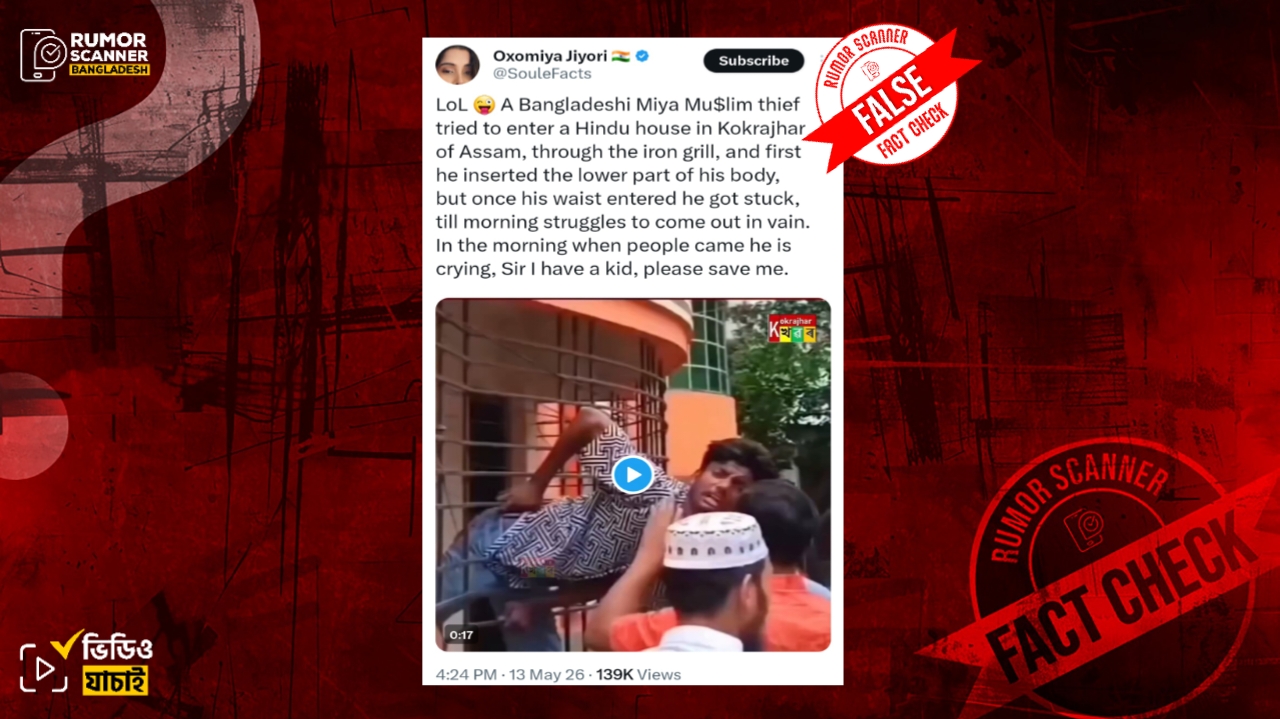 RUMOR
SCANNER
BANGLADESH
Oxomiya Jiyori 🇮🇳
@SouleFacts
Subscribe
LoL 😜 A Bangladeshi Miya Mu$lim thief
tried to enter a Hindu house in Kokrajhar
of Assam, through the iron grill, and first
he inserted the lower part of his body,
but once his waist entered he got stuck,
till morning struggles to come out in vain.
In the morning when people came he is
crying, Sir I have a kid, please save me.
Kokrajhar
খবৰ
0:17
4:24 PM · 13 May 26 · 139K Views
RUMOR SCANNER
FALSE
FACT CHECK
RUMOR SCANNER
FACT CHECK
ভিডিও
যাচাই